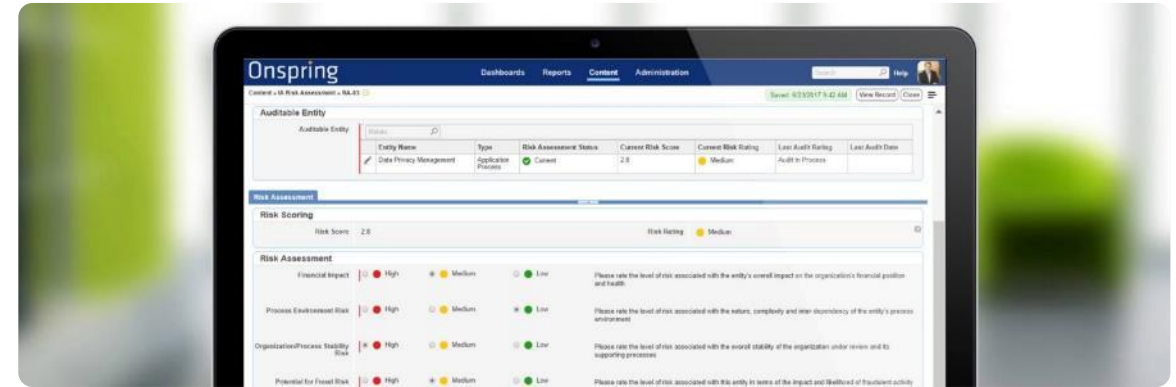 Onspring
Dashboards Reports Content Administration
Search Help
Content » IA Risk Assessment » RA-83
Saved: 6/23/2017 9:42 AM View Record Close
Auditable Entity
Auditable Entity
Entity Name Type Risk Assessment Status Current Risk Score Current Risk Rating Last Audit Rating Last Audit Date
Data Privacy Management Application Process Current 2.8 Medium Audit In Process
Risk Assessment
Risk Scoring
Risk Score 2.8 Risk Rating Medium
Risk Assessment
Financial Impact High Medium Low Please rate the level of risk associated with the entity's overall impact on the organization's financial position
and health
Process Environment Risk High Medium Low Please rate the level of risk associated with the nature, complexity and inter-dependency of the entity's process
environment
Organization/Process Stability High Medium Low Please rate the level of risk associated with the overall stability of the organization under review and its
Risk supporting processes
Potential for Fraud Risk High Medium Low Please rate the level of risk associated with this entity in terms of the impact and likelihood of fraudulent activity